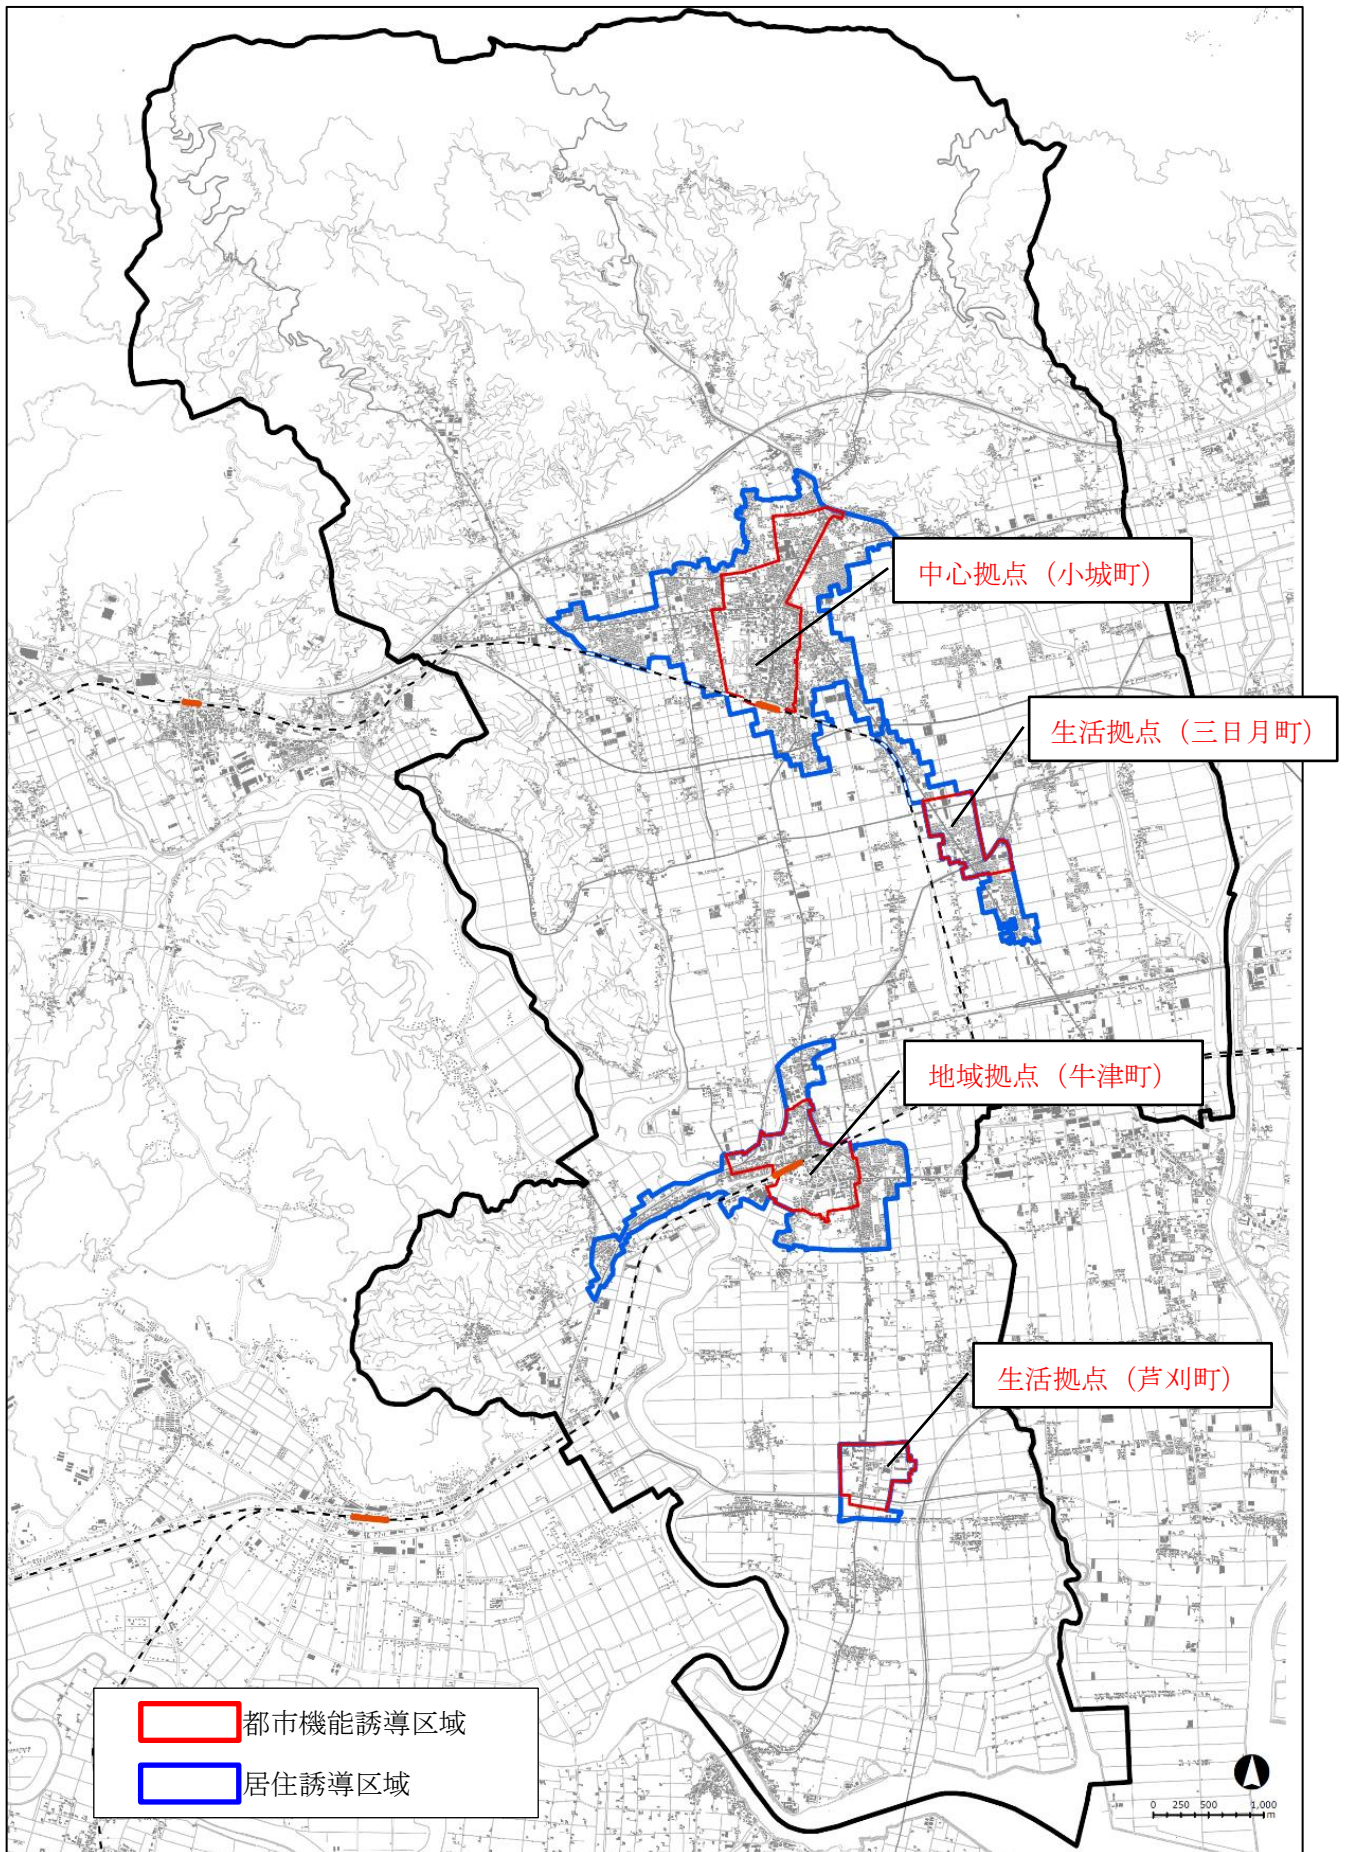 中心拠点（小城町）
生活拠点（三日月町）
地域拠点（牛津町）
生活拠点（芦刈町）
都市機能誘導区域
居住誘導区域
0 250 500 1,000
m